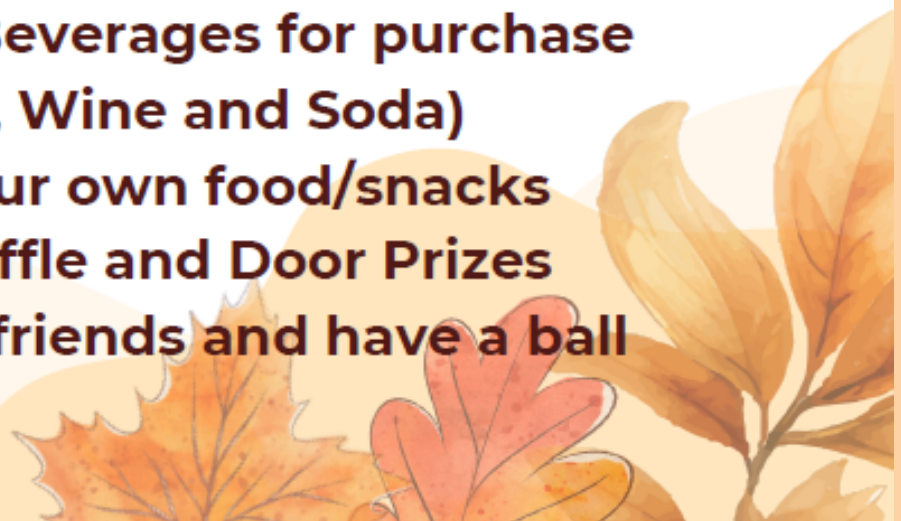 Beverages for purchase
, Wine and Soda)
ur own food/snacks
ffle and Door Prizes
friends and have a ball